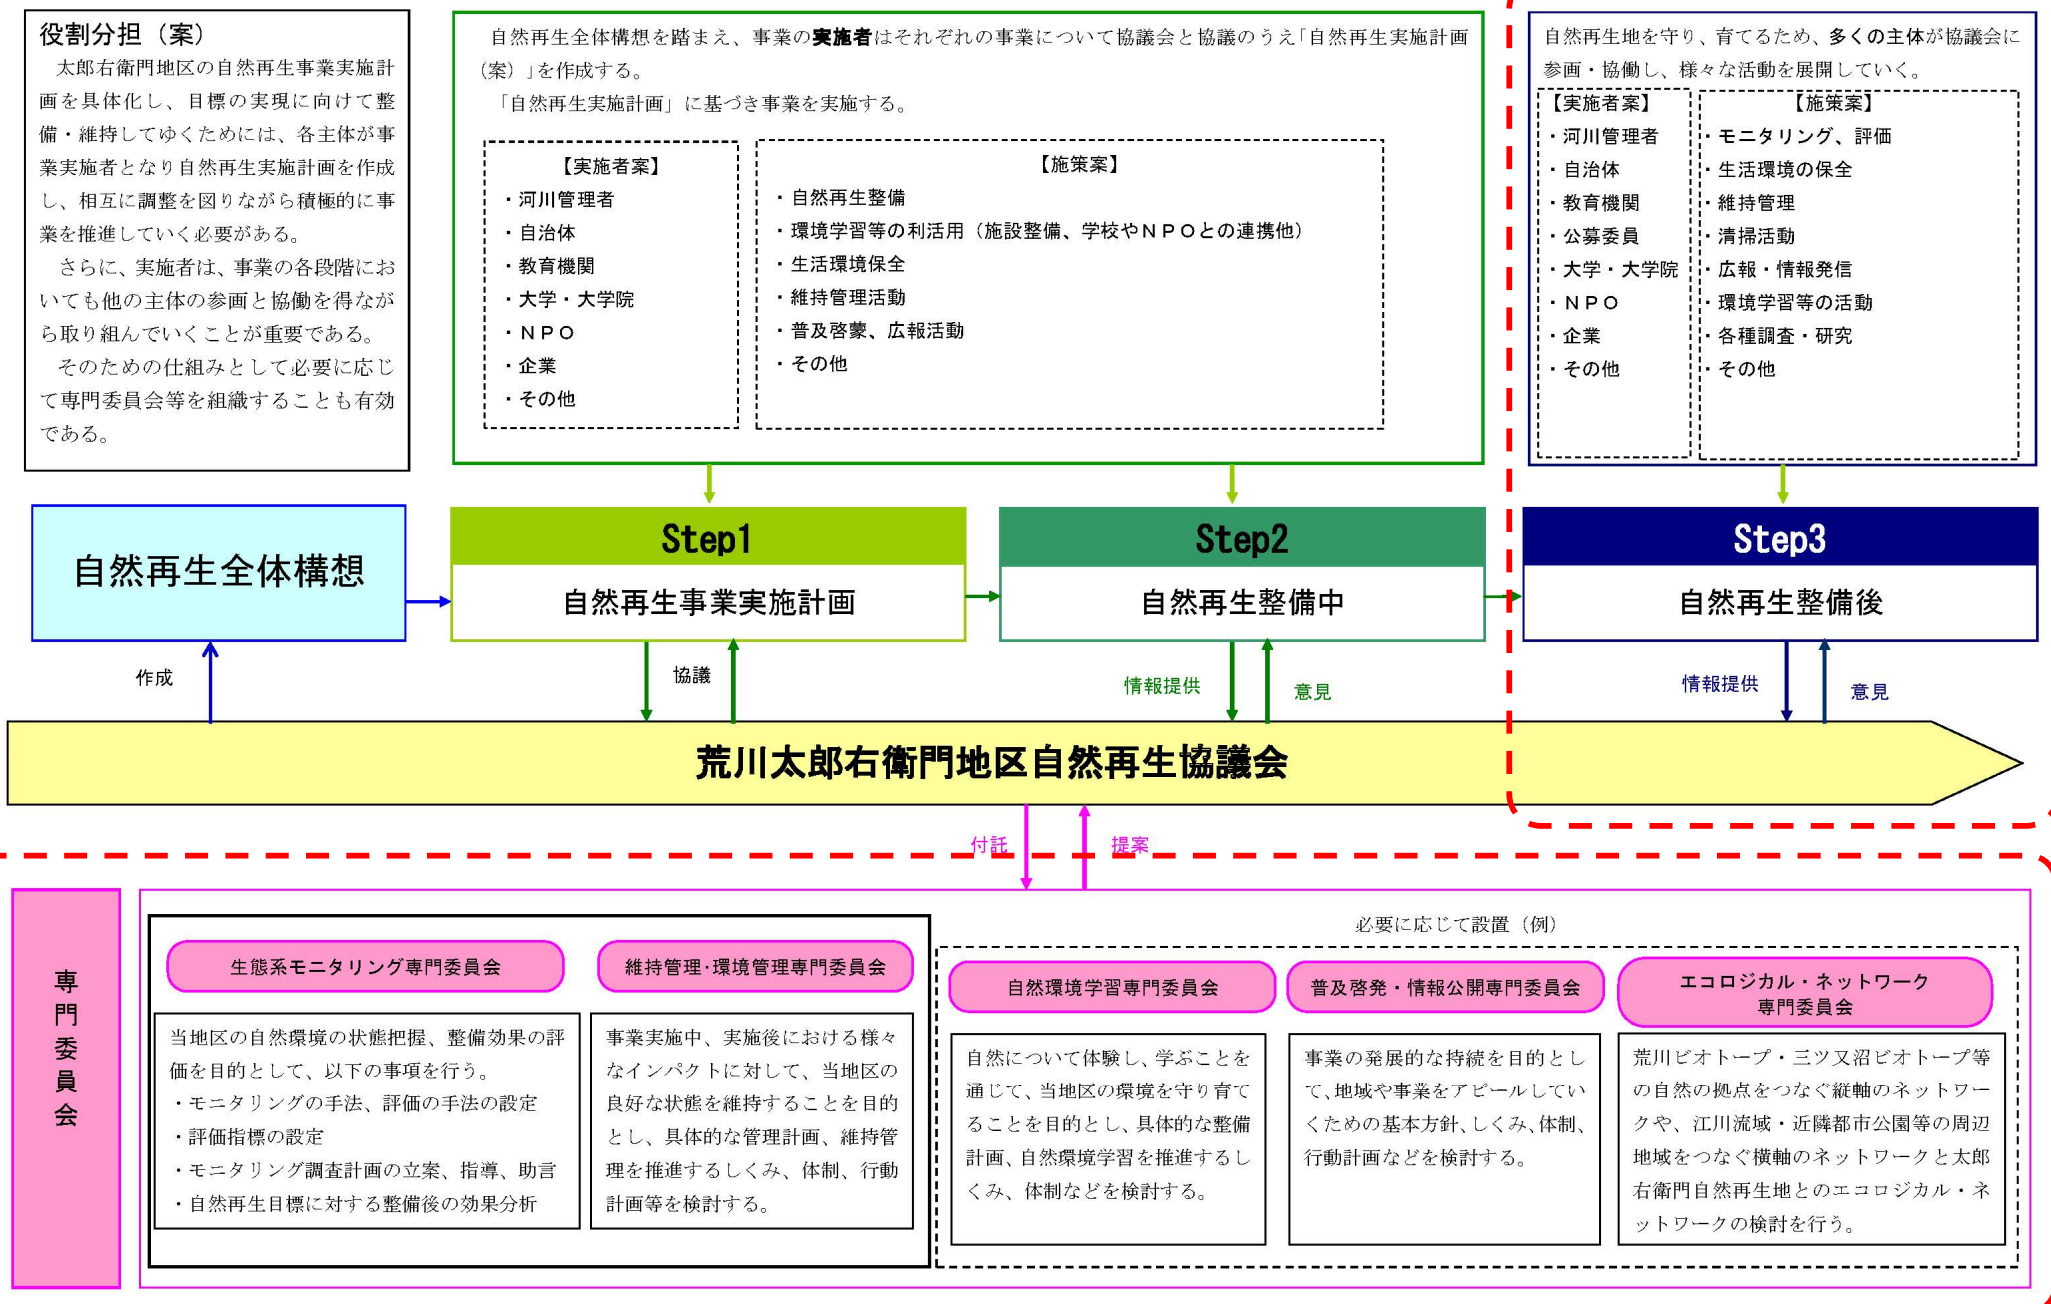 役割分担（案）
太郎右衛門地区の自然再生事業実施計
画を具体化し、目標の実現に向けて整
備・維持してゆくためには、各主体が事
業実施者となり自然再生実施計画を作成
し、相互に調整を図りながら積極的に事
業を推進していく必要がある。
さらに、実施者は、事業の各段階にお
いても他の主体の参画と協働を得なが
ら取り組んでいくことが重要である。
そのための仕組みとして必要に応じ
て専門委員会等を組織することも有効
である。
自然再生全体構想を踏まえ、事業の実施者はそれぞれの事業について協議会と協議のうえ「自然再生実施計画
（案）」を作成する。
「自然再生実施計画」に基づき事業を実施する。
【実施者案】
・河川管理者
・自治体
・教育機関
・大学・大学院
・ＮＰＯ
・企業
・その他
【施策案】
・自然再生整備
・環境学習等の利活用（施設整備、学校やＮＰＯとの連携他）
・生活環境保全
・維持管理活動
・普及啓蒙、広報活動
・その他
自然再生地を守り、育てるため、多くの主体が協議会に
参画・協働し、様々な活動を展開していく。
【実施者案】
・河川管理者
・自治体
・教育機関
・公募委員
・大学・大学院
・ＮＰＯ
・企業
・その他
【施策案】
・モニタリング、評価
・生活環境の保全
・維持管理
・清掃活動
・広報・情報発信
・環境学習等の活動
・各種調査・研究
・その他
自然再生全体構想
Step1
自然再生事業実施計画
Step2
自然再生整備中
Step3
自然再生整備後
作成
協議
情報提供
意見
情報提供
意見
荒川太郎右衛門地区自然再生協議会
付託
提案
専門委員会
生態系モニタリング専門委員会
当地区の自然環境の状態把握、整備効果の評
価を目的として、以下の事項を行う。
・モニタリングの手法、評価の手法の設定
・評価指標の設定
・モニタリング調査計画の立案、指導、助言
・自然再生目標に対する整備後の効果分析
維持管理･環境管理専門委員会
事業実施中、実施後における様々
なインパクトに対して、当地区の
良好な状態を維持することを目的
とし、具体的な管理計画、維持管
理を推進するしくみ、体制、行動
計画等を検討する。
必要に応じて設置（例）
自然環境学習専門委員会
自然について体験し、学ぶことを
通じて、当地区の環境を守り育て
ることを目的とし、具体的な整備
計画、自然環境学習を推進するし
くみ、体制などを検討する。
普及啓発・情報公開専門委員会
事業の発展的な持続を目的とし
て、地域や事業をアピールしてい
くための基本方針、しくみ、体制、
行動計画などを検討する。
エコロジカル・ネットワーク
専門委員会
荒川ビオトープ・三ツ又沼ビオトープ等
の自然の拠点をつなぐ縦軸のネットワー
クや、江川流域・近隣都市公園等の周辺
地域をつなぐ横軸のネットワークと太郎
右衛門自然再生地とのエコロジカル・ネ
ットワークの検討を行う。